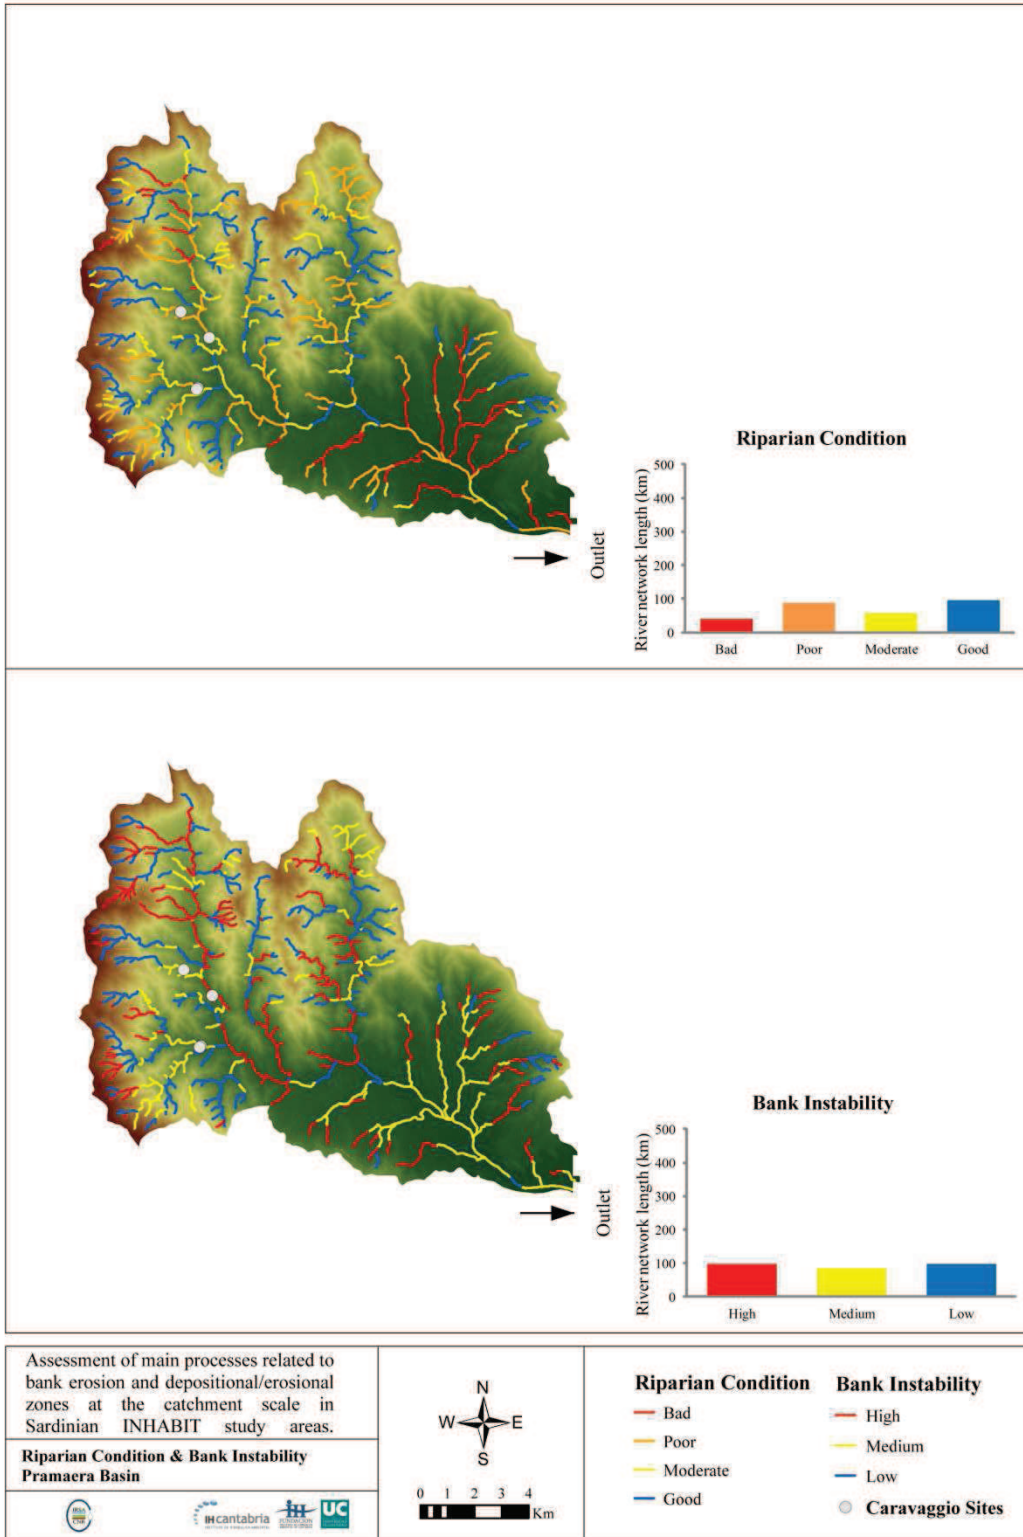 Outlet
Riparian Condition
River network length (km)
500
400
300
200
100
0
Bad Poor Moderate Good
Outlet
Bank Instability
River network length (km)
500
400
300
200
100
0
High Medium Low
Assessment of main processes related to
bank erosion and depositional/erosional
zones at the catchment scale in
Sardinian INHABIT study areas.
Riparian Condition & Bank Instability
Pramaera Basin
IRSA
CNR
IHcantabria
IH
FUNDACION
UC
N
W E
S
0 1 2 3 4
Km
Riparian Condition
Bad
Poor
Moderate
Good
Bank Instability
High
Medium
Low
Caravaggio Sites